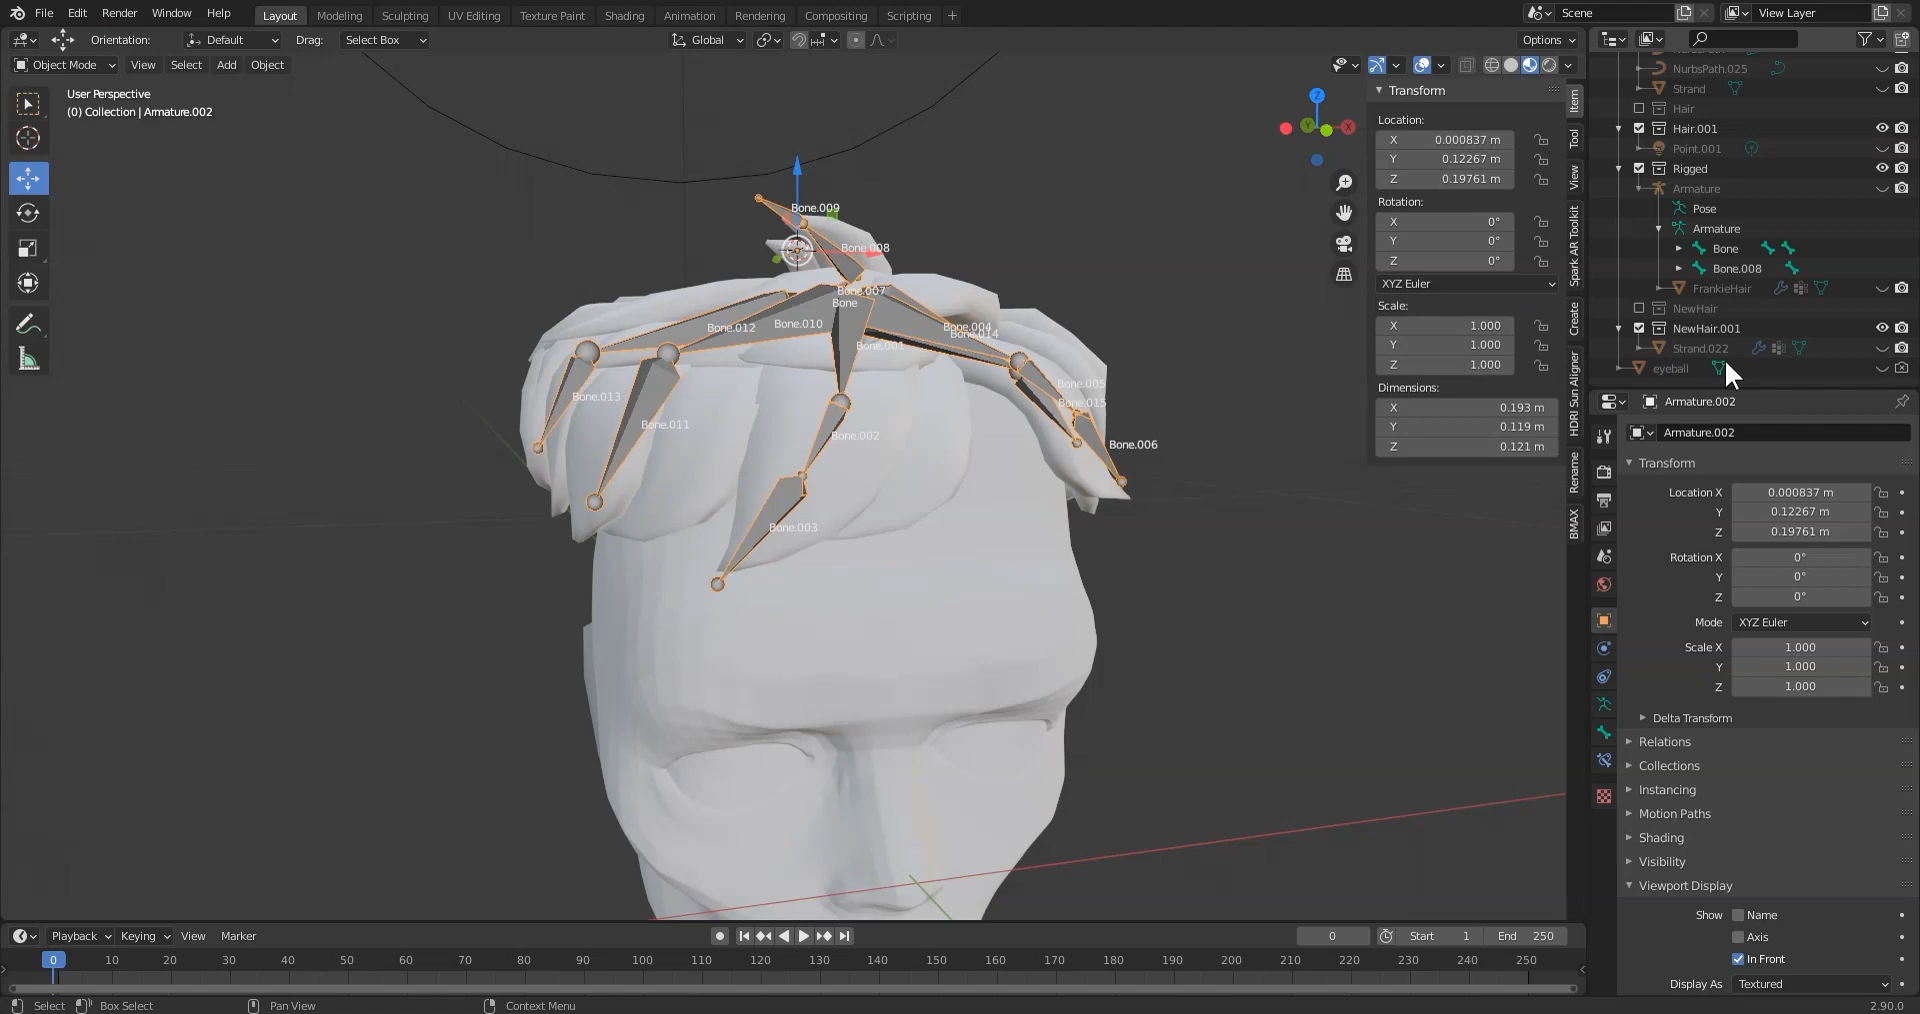 File Edit Render Window Help Layout Modeling Sculpting UV Editing Texture Paint Shading Animation Rendering Compositing Scripting + Scene View Layer
Orientation: Default Drag: Select Box Global Options
Object Mode View Select Add Object
User Perspective
(0) Collection | Armature.002
Bone.009
Bone.008
Bone.007
Bone
Bone.012
Bone.010
Bone.001
Bone.004
Bone.014
Bone.013
Bone.011
Bone.002
Bone.005
Bone.015
Bone.006
Bone.003
Z
Y
X
Transform
Location:
X 0.000837 m
Y 0.12267 m
Z 0.19761 m
Rotation:
X 0°
Y 0°
Z 0°
XYZ Euler
Scale:
X 1.000
Y 1.000
Z 1.000
Dimensions:
X 0.193 m
Y 0.119 m
Z 0.121 m
Item
Tool
View
Spark AR Toolkit
Create
HDRI Sun Aligner
Rename
BMAX
NurbsPath.025
Strand
Hair
Hair.001
Point.001
Rigged
Armature
Pose
Armature
Bone
Bone.008
FrankieHair
NewHair
NewHair.001
Strand.022
eyeball
Armature.002
Armature.002
Transform
Location X 0.000837 m
Y 0.12267 m
Z 0.19761 m
Rotation X 0°
Y 0°
Z 0°
Mode XYZ Euler
Scale X 1.000
Y 1.000
Z 1.000
Delta Transform
Relations
Collections
Instancing
Motion Paths
Shading
Visibility
Viewport Display
Show Name
Axis
In Front
Display As Textured
Playback Keying View Marker 0 Start 1 End 250
0 10 20 30 40 50 60 70 80 90 100 110 120 130 140 150 160 170 180 190 200 210 220 230 240 250
Select Box Select Pan View Context Menu 2.90.0